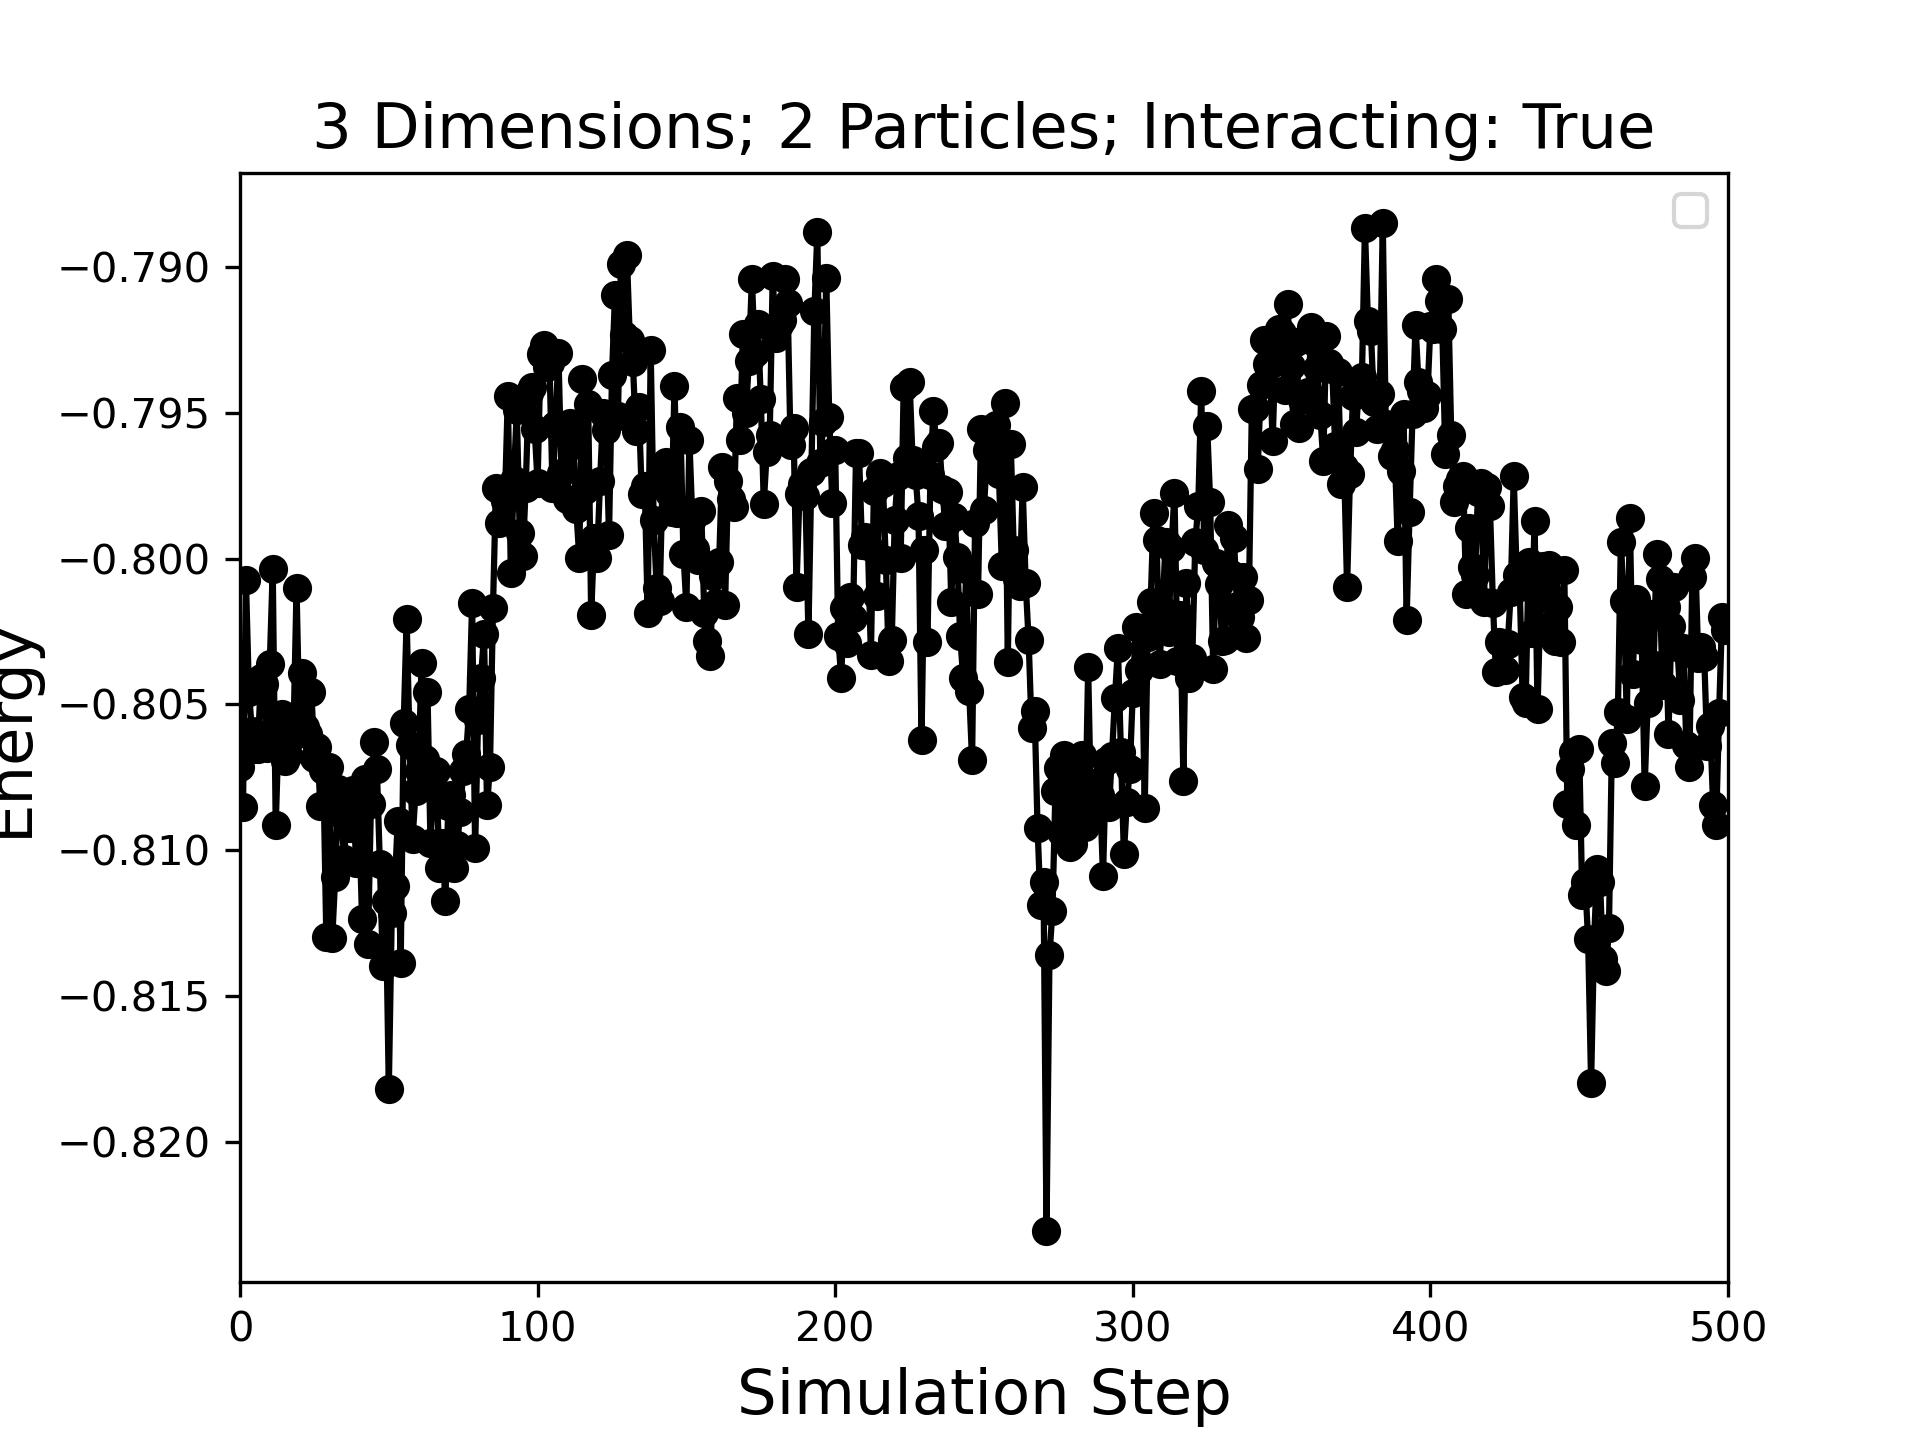 3 Dimensions; 2 Particles; Interacting: True
−0.790
−0.795
−0.800
−0.805
−0.810
−0.815
−0.820
Energy
0 100 200 300 400 500
Simulation Step